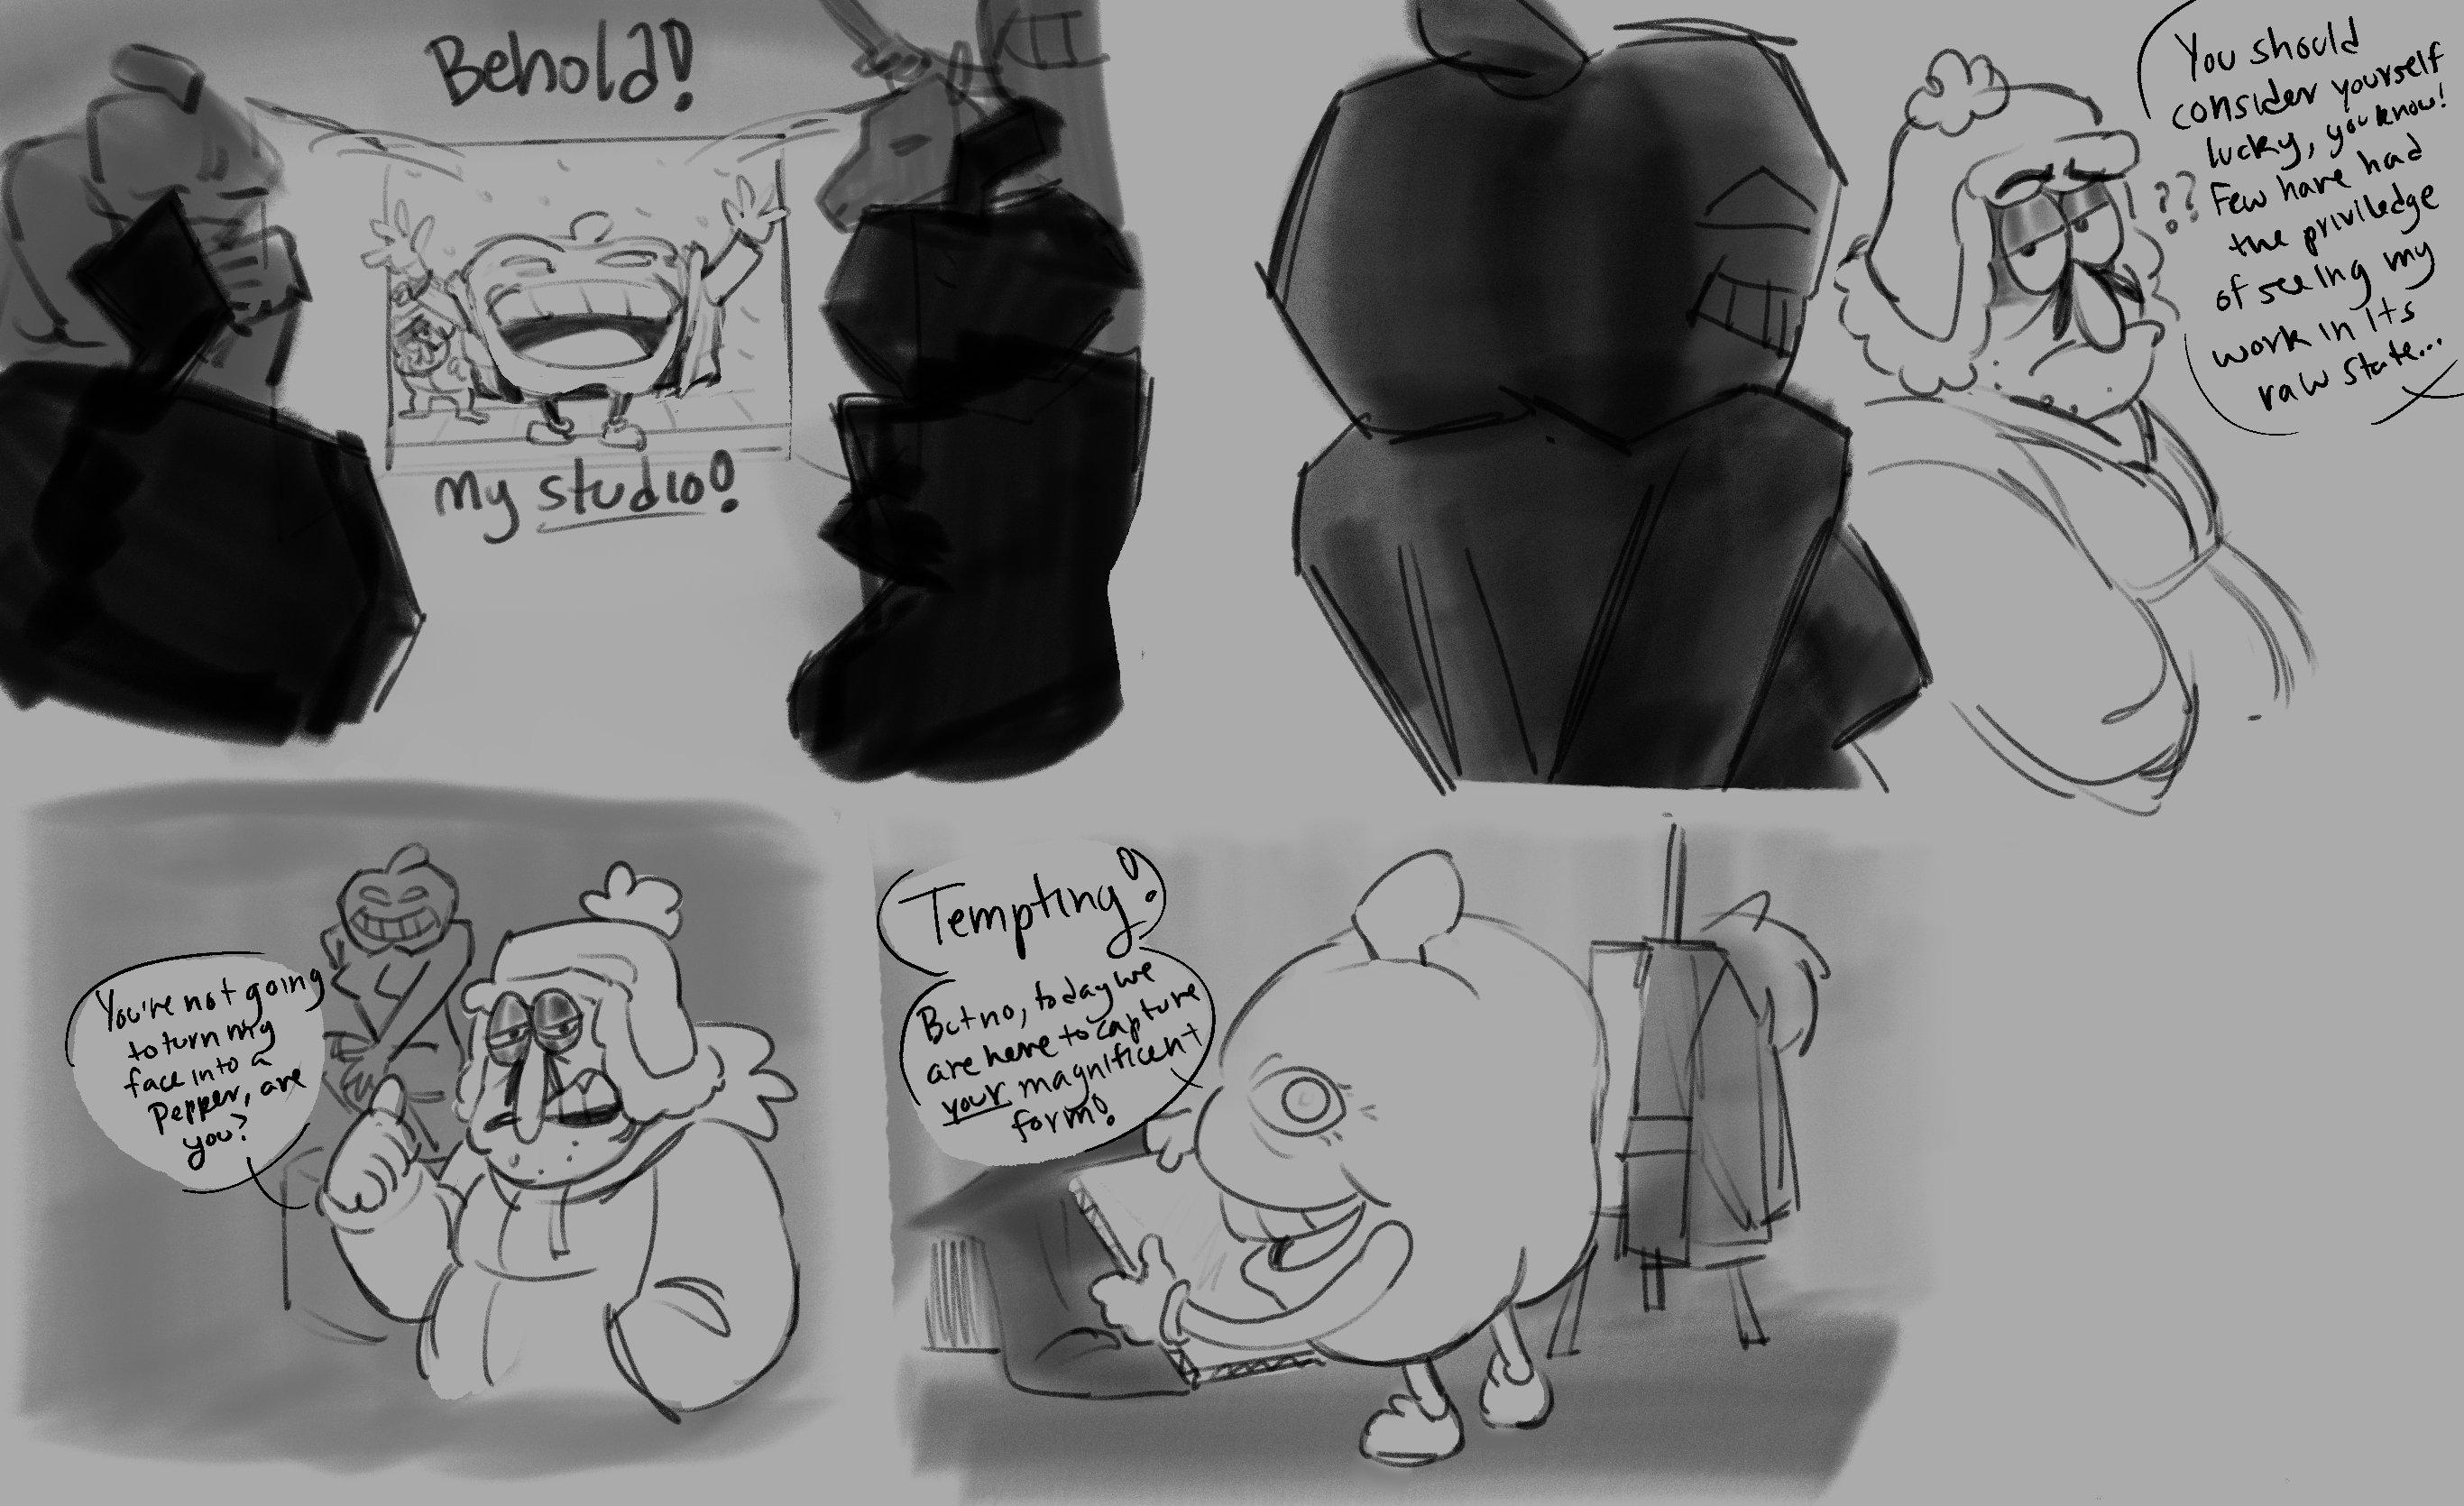 Behold!
my studio!
You should
consider yourself
lucky, you know!
Few have had
the priviledge
of seeing my
work in its
raw state...
??
You're not going
to turn my
face into a
Pepper, are
you?
Tempting!
But no, today we
are here to capture
your magnificent
form!